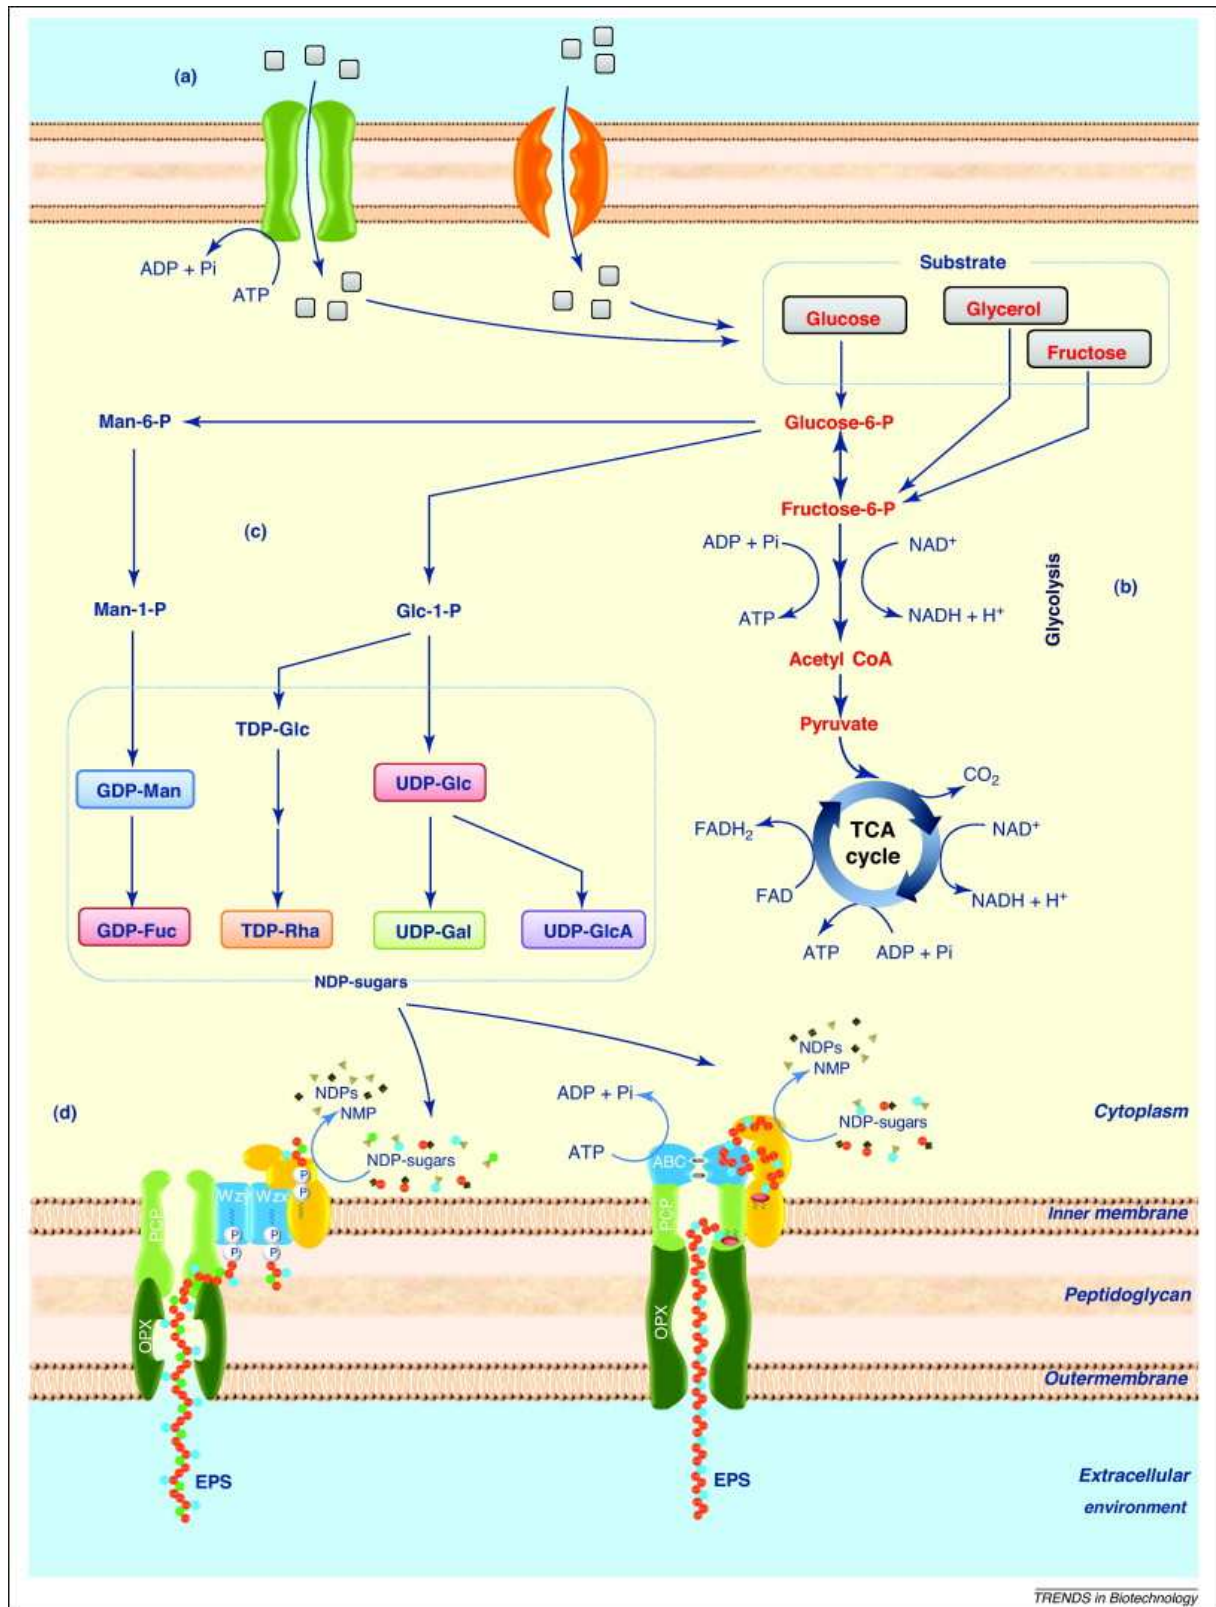 (a)
ADP + Pi
ATP
Substrate
Glucose
Glycerol
Fructose
Man-6-P
Glucose-6-P
Fructose-6-P
(c)
ADP + Pi
NAD⁺
Glycolysis
(b)
Man-1-P
Glc-1-P
ATP
NADH + H⁺
Acetyl CoA
Pyruvate
TDP-Glc
GDP-Man
UDP-Glc
CO₂
TCA
cycle
FADH₂
NAD⁺
FAD
NADH + H⁺
GDP-Fuc
TDP-Rha
UDP-Gal
UDP-GlcA
ATP
ADP + Pi
NDP-sugars
NDPs
NMP
NDPs
NMP
ADP + Pi
(d)
Cytoplasm
NDP-sugars
ATP
ABC
NDP-sugars
P
P
Wzy
Wzx
PCP
PCP
Inner membrane
P
P
P
P
Peptidoglycan
OPX
OPX
Outermembrane
EPS
EPS
Extracellular
environment
TRENDS in Biotechnology